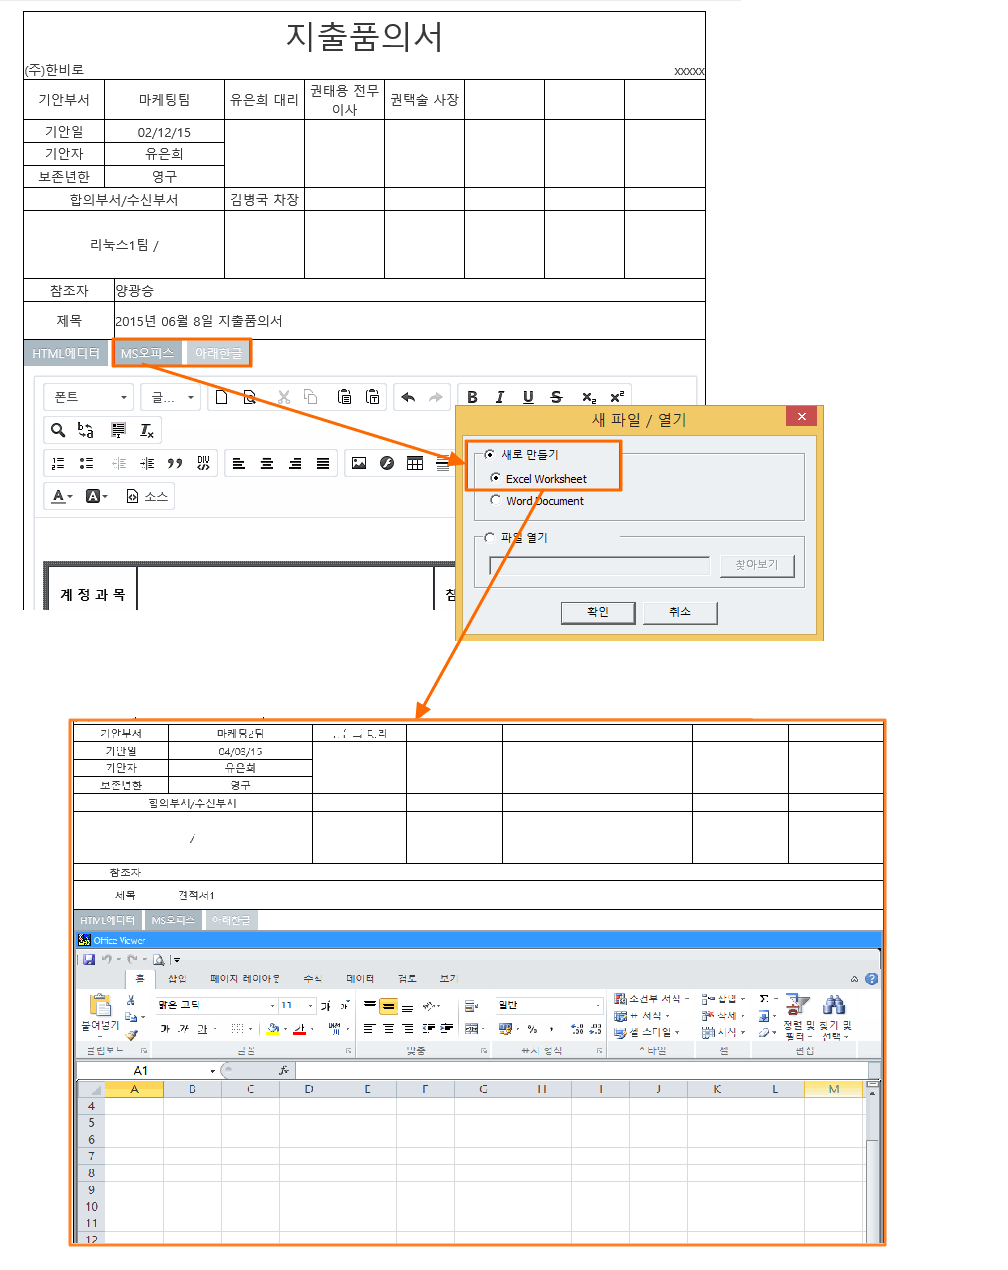 지출품의서
(주)한비로 xxxxx
기안부서 마케팅팀 유은희 대리 권태용 전무이사 권택술 사장
기안일 02/12/15
기안자 유은희
보존년한 영구
합의부서/수신부서 김병국 차장
리눅스1팀 /
참조자 양광승
제목 2015년 06월 8일 지출품의서
HTML에디터 MS오피스 아래한글
폰트 글...
B I U S x₂ x²
소스
계 정 과 목
새 파일 / 열기
새로 만들기
Excel Worksheet
Word Document
파일 열기
찾아보기
확인 취소
기안부서 마케팅2팀
기안일 04/03/15
기안자 유은희
보존년한 영구
합의부서/수신부서
/
참조자
제목 견적서1
HTML에디터 MS오피스 아래한글
Office Viewer
홈 삽입 페이지 레이아웃 수식 데이터 검토 보기
붙여넣기 맑은 고딕 11 가 가 일반 조건부 서식 표 서식 셀 스타일 삽입 삭제 서식 Σ 정렬 및 필터 찾기 및 선택
가 가 가 %
클립보드 글꼴 맞춤 표시 형식 스타일 셀 편집
A1 fx
A B C D E F G H I J K L M
4
5
6
7
8
9
10
11
12